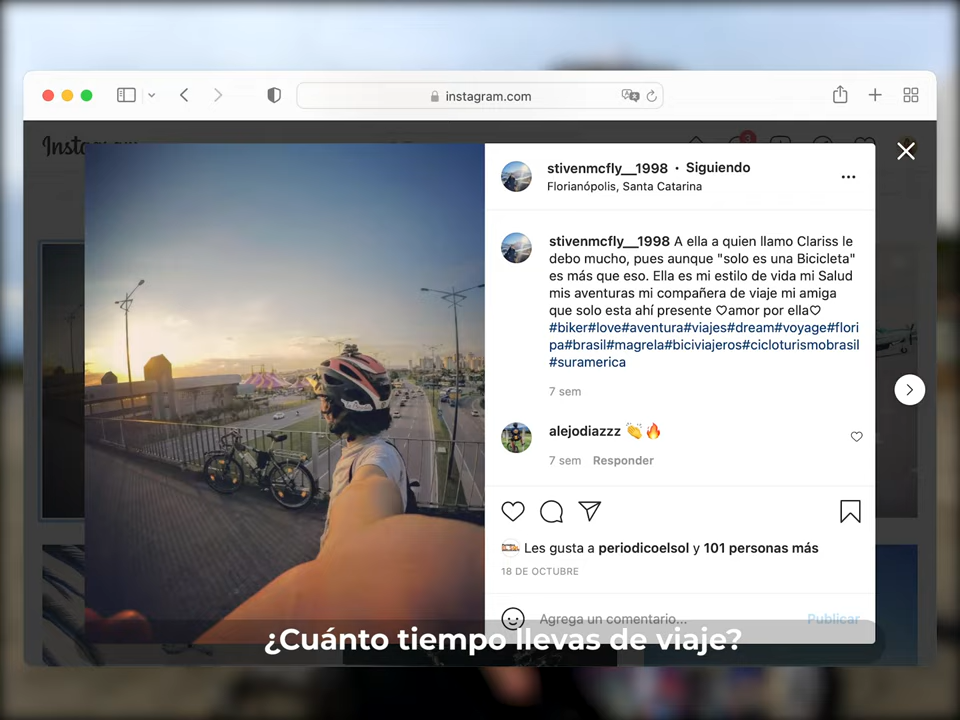 instagram.com
Instagram
3
stivenmcfly__1998 • Siguiendo
Florianópolis, Santa Catarina
stivenmcfly__1998 A ella a quien llamo Clariss le
debo mucho, pues aunque "solo es una Bicicleta"
es más que eso. Ella es mi estilo de vida mi Salud
mis aventuras mi compañera de viaje mi amiga
que solo esta ahí presente ♡amor por ella♡
#biker#love#aventura#viajes#dream#voyage#flori
pa#brasil#magrela#biciviajeros#cicloturismobrasil
#suramerica
7 sem
alejodiazzz 👏🔥
7 sem Responder
Les gusta a periodicoelsol y 101 personas más
18 DE OCTUBRE
Agrega un comentario... Publicar
¿Cuánto tiempo llevas de viaje?